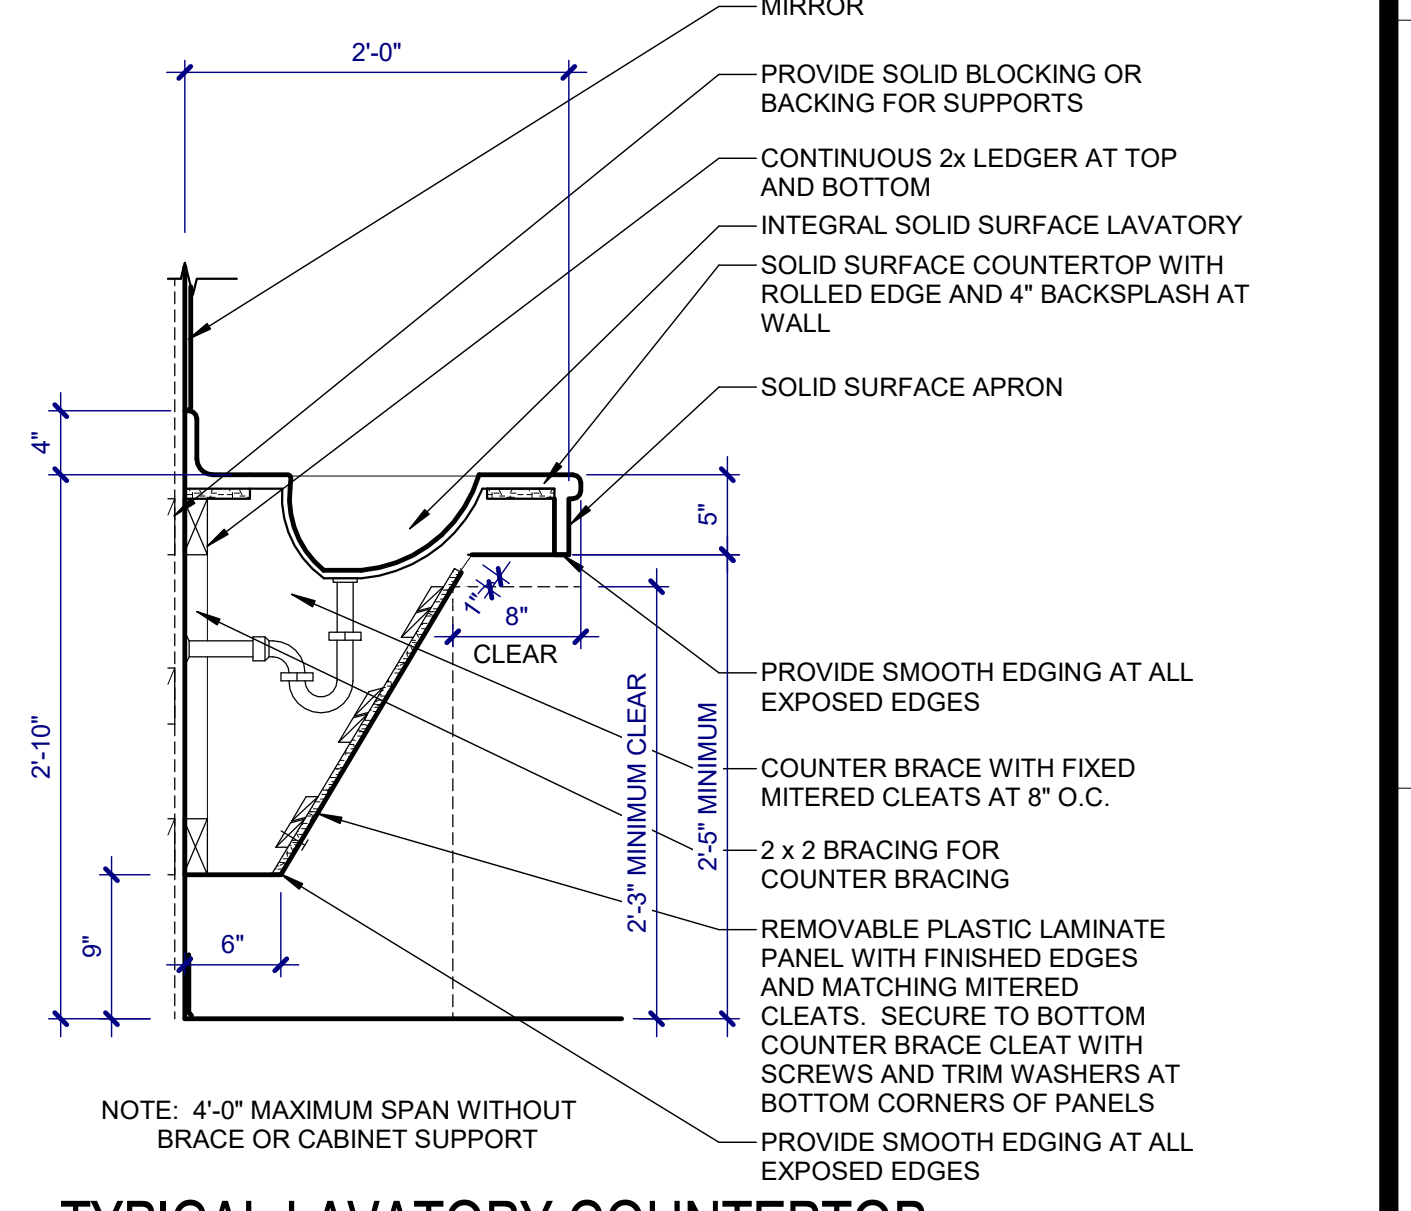 MIRROR
2'-0"
PROVIDE SOLID BLOCKING OR
BACKING FOR SUPPORTS
CONTINUOUS 2x LEDGER AT TOP
AND BOTTOM
INTEGRAL SOLID SURFACE LAVATORY
SOLID SURFACE COUNTERTOP WITH
ROLLED EDGE AND 4" BACKSPLASH AT
WALL
SOLID SURFACE APRON
4"
5"
1"
8"
CLEAR
PROVIDE SMOOTH EDGING AT ALL
EXPOSED EDGES
2'-10"
2'-3" MINIMUM CLEAR
2'-5" MINIMUM
COUNTER BRACE WITH FIXED
MITERED CLEATS AT 8" O.C.
2 x 2 BRACING FOR
COUNTER BRACING
9"
6"
REMOVABLE PLASTIC LAMINATE
PANEL WITH FINISHED EDGES
AND MATCHING MITERED
CLEATS.  SECURE TO BOTTOM
COUNTER BRACE CLEAT WITH
SCREWS AND TRIM WASHERS AT
BOTTOM CORNERS OF PANELS
NOTE:  4'-0" MAXIMUM SPAN WITHOUT
BRACE OR CABINET SUPPORT
PROVIDE SMOOTH EDGING AT ALL
EXPOSED EDGES
TYPICAL LAVATORY COUNTERTOP